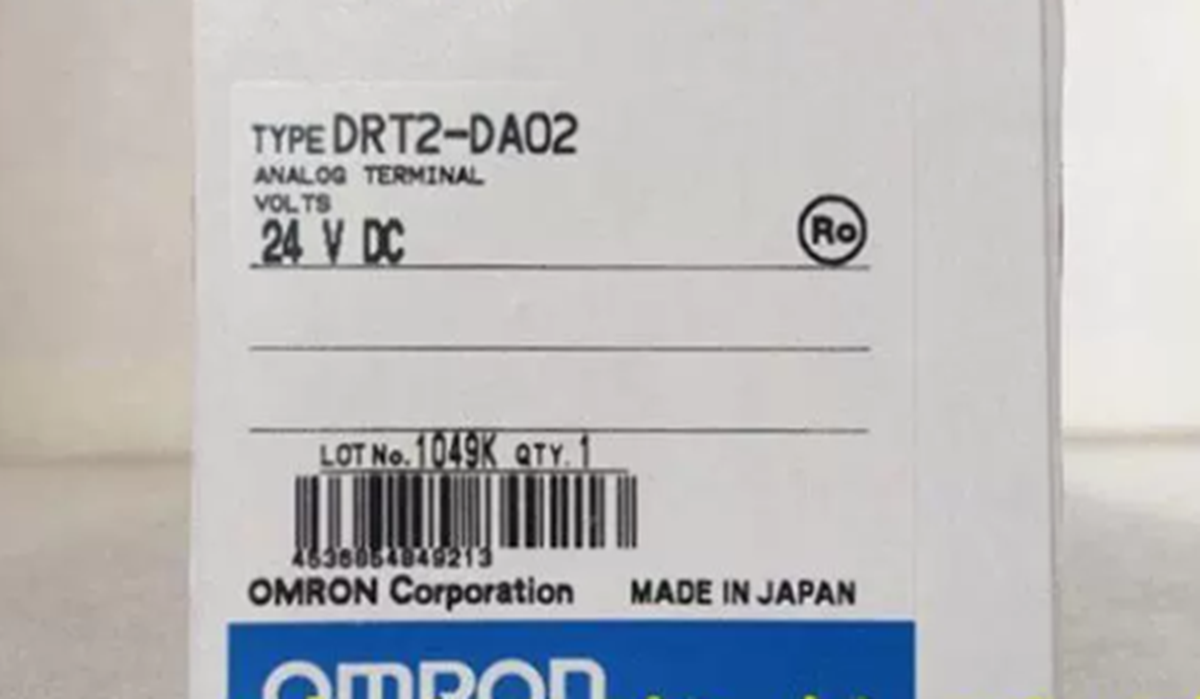 TYPE DRT2-DA02
ANALOG TERMINAL
VOLTS
24 V DC
Ro
LOT No. 1049K QTY. 1
4536854849213
OMRON Corporation MADE IN JAPAN
OMRON